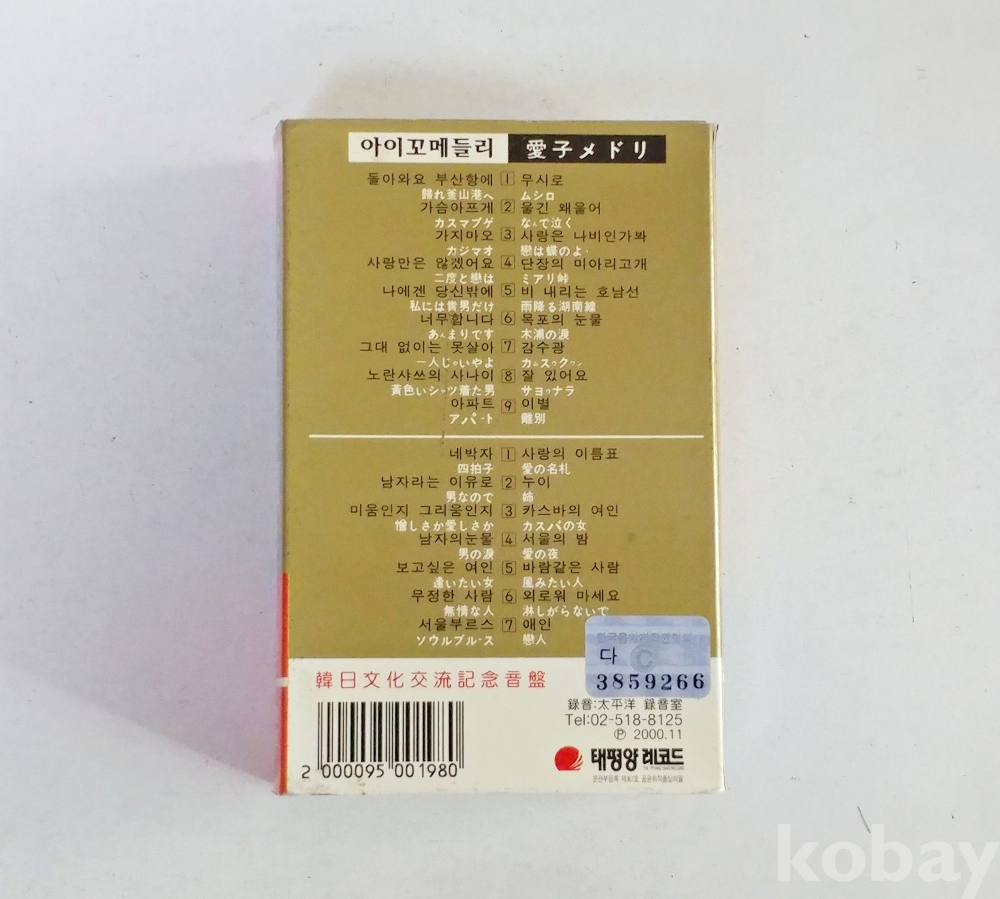 아이꼬메들리 愛子メドリ
돌아와요 부산항에 1 무시로
歸れ釜山港へ ムシロ
가슴아프게 2 울긴 왜울어
カスマプゲ なんで泣く
가지마오 3 사랑은 나비인가봐
カジマオ 戀は蝶のよう
사랑만은 않겠어요 4 단장의 미아리고개
二度と戀は ミアリ峠
나에겐 당신밖에 5 비 내리는 호남선
私には貴男だけ 雨降る湖南線
너무합니다 6 목포의 눈물
あんまりです 木浦の淚
그대 없이는 못살아 7 감수광
一人じゃいやよ カムスゥクヮン
노란샤쓰의 사나이 8 잘 있어요
黃色いシャツ着た男 サヨゥナラ
아파트 9 이별
アパ-ト 離別
네박자 1 사랑의 이름표
四拍子 愛の名札
남자라는 이유로 2 누이
男なので 姉
미움인지 그리움인지 3 카스바의 여인
憎しさか愛しさか カスバの女
남자의눈물 4 서울의 밤
男の淚 愛の夜
보고싶은 여인 5 바람같은 사람
逢いたい女 風みたい人
무정한 사람 6 외로워 마세요
無情な人 淋しがらないで
서울부르스 7 애인
ソウルブル-ス 戀人
다 C
3859266
韓日文化交流記念音盤
錄音:太平洋 錄音室
Tel:02-518-8125
Ⓟ 2000.11
태평양 레코드
2 000095 001980
kobay